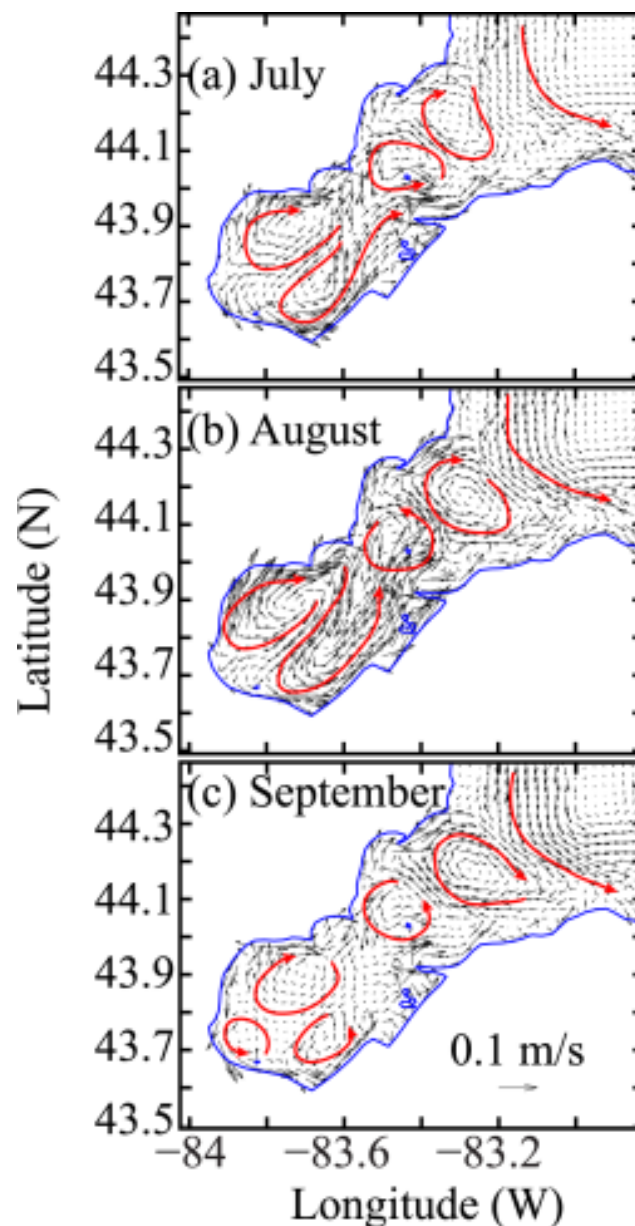 (a) July
44.3
44.1
43.9
43.7
43.5
(b) August
44.3
44.1
43.9
43.7
43.5
Latitude (N)
(c) September
44.3
44.1
43.9
43.7
43.5
0.1 m/s
−84 −83.6 −83.2
Longitude (W)